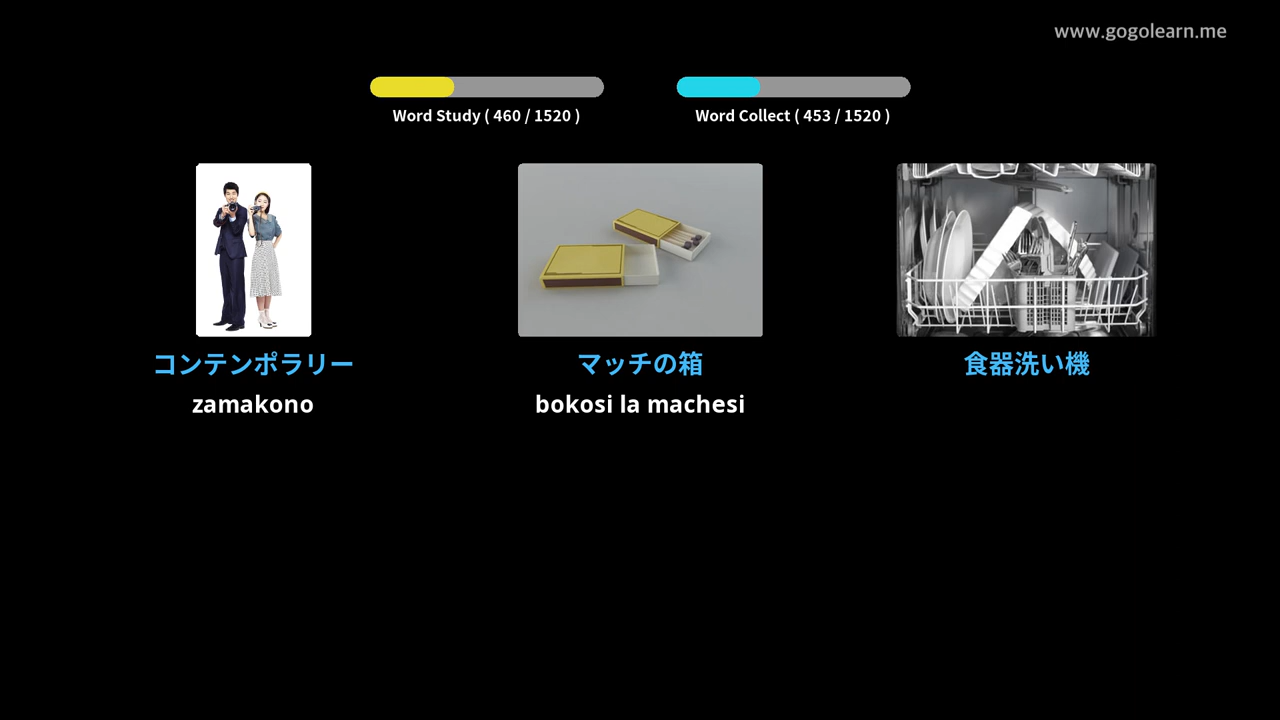 www.gogolearn.me
Word Study ( 460 / 1520 )
Word Collect ( 453 / 1520 )
コンテンポラリー
zamakono
マッチの箱
bokosi la machesi
食器洗い機